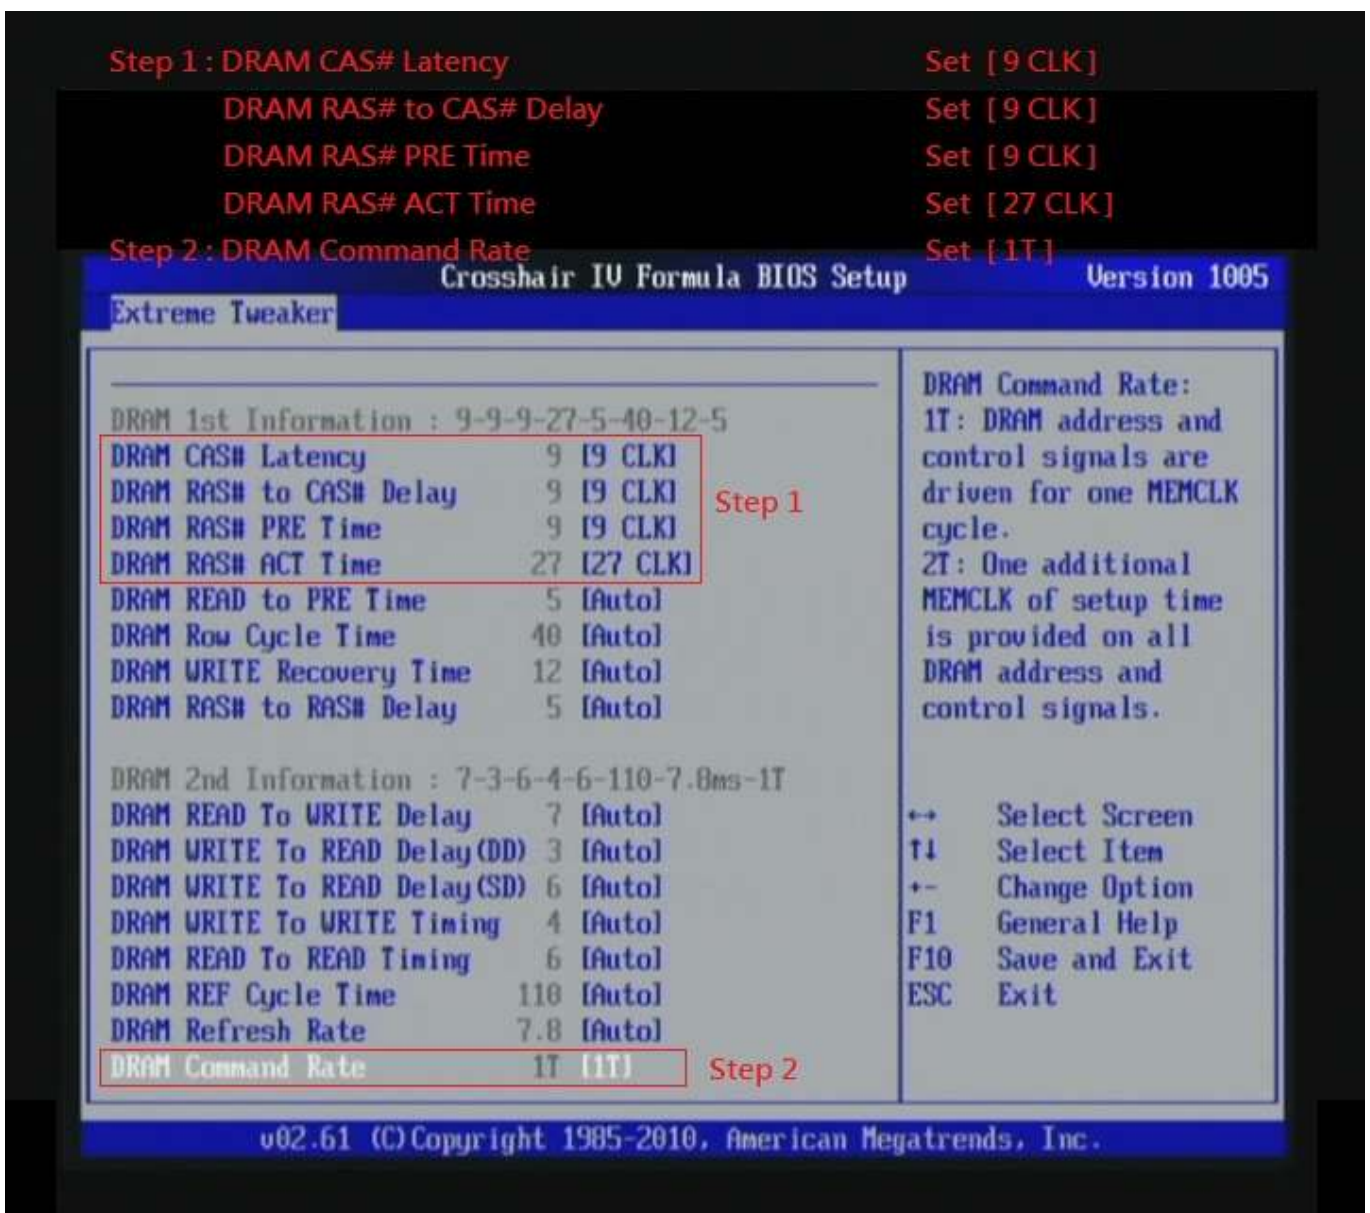 Step 1 : DRAM CAS# Latency Set [ 9 CLK ]
DRAM RAS# to CAS# Delay Set [ 9 CLK ]
DRAM RAS# PRE Time Set [ 9 CLK ]
DRAM RAS# ACT Time Set [ 27 CLK ]
Step 2 : DRAM Command Rate Set [ 1T ]
Crosshair IV Formula BIOS Setup Version 1005
Extreme Tweaker
DRAM 1st Information : 9-9-9-27-5-40-12-5
DRAM CAS# Latency 9 [9 CLK]
DRAM RAS# to CAS# Delay 9 [9 CLK]
Step 1
DRAM RAS# PRE Time 9 [9 CLK]
DRAM RAS# ACT Time 27 [27 CLK]
DRAM READ to PRE Time 5 [Auto]
DRAM Row Cycle Time 40 [Auto]
DRAM WRITE Recovery Time 12 [Auto]
DRAM RAS# to RAS# Delay 5 [Auto]
DRAM 2nd Information : 7-3-6-4-6-110-7.8ms-1T
DRAM READ To WRITE Delay 7 [Auto]
DRAM WRITE To READ Delay(DD) 3 [Auto]
DRAM WRITE To READ Delay(SD) 6 [Auto]
DRAM WRITE To WRITE Timing 4 [Auto]
DRAM READ To READ Timing 6 [Auto]
DRAM REF Cycle Time 110 [Auto]
DRAM Refresh Rate 7.8 [Auto]
DRAM Command Rate 1T [1T]
Step 2
DRAM Command Rate:
1T: DRAM address and
control signals are
driven for one MEMCLK
cycle.
2T: One additional
MEMCLK of setup time
is provided on all
DRAM address and
control signals.
↔ Select Screen
↑↓ Select Item
+- Change Option
F1 General Help
F10 Save and Exit
ESC Exit
v02.61 (C)Copyright 1985-2010, American Megatrends, Inc.